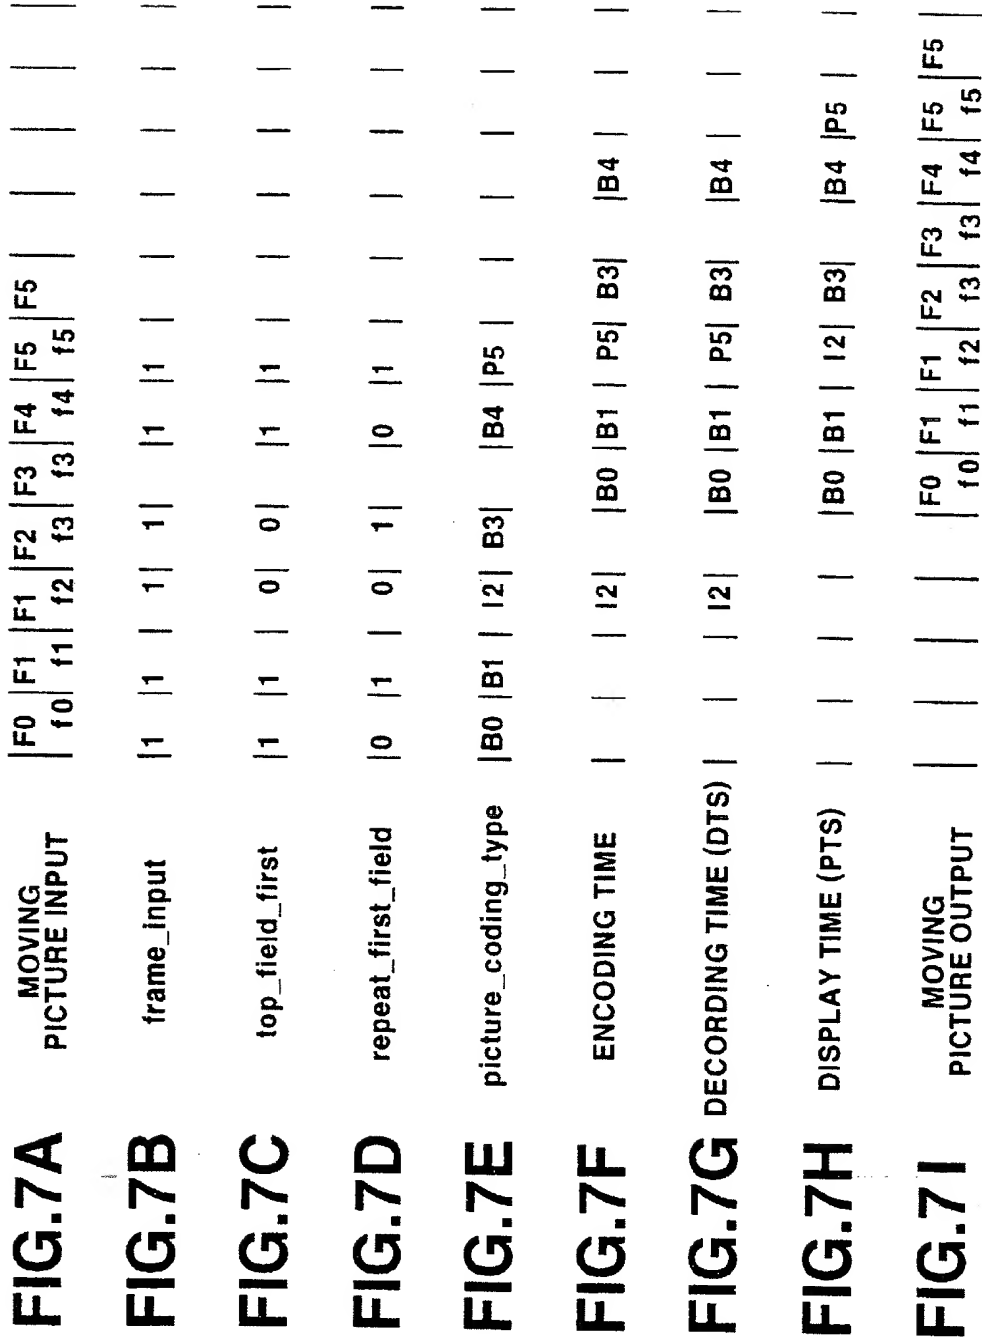 FIG.7A MOVING PICTURE INPUT |F0 |F1 |F1 |F2 |F3 |F4 |F5 |F5 | | | | |
f0| f1| f2| f3| f3| f4| f5
FIG.7B frame_input |1 |1 | 1| 1| |1 |1 | | | | | |
FIG.7C top_field_first |1 |1 | 0| 0| |1 |1 | | | | | |
FIG.7D repeat_first_field |0 |1 | 0| 1| |0 |1 | | | | | |
FIG.7E picture_coding_type |B0 |B1 | I2| B3| |B4 |P5 | | | | | |
FIG.7F ENCODING TIME | | | I2| |B0 |B1 | P5| B3| |B4 | | |
FIG.7G DECORDING TIME (DTS) | | | I2| |B0 |B1 | P5| B3| |B4 | | |
FIG.7H DISPLAY TIME (PTS) | | | | |B0 |B1 | I2| B3| |B4 |P5 | |
FIG.7I MOVING PICTURE OUTPUT | | | | |F0 |F1 |F1 |F2 |F3 |F4 |F5 |F5 |
f0| f1| f2| f3| f3| f4| f5